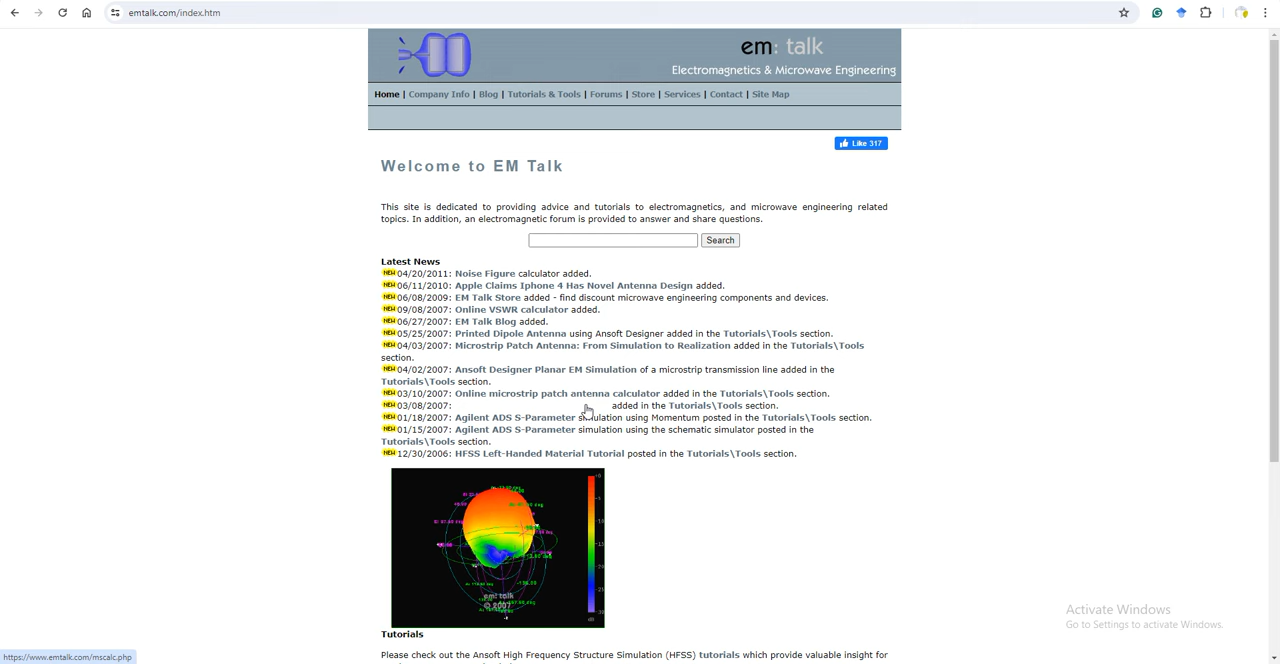 emtalk.com/index.htm
em: talk
Electromagnetics & Microwave Engineering
Home | Company Info | Blog | Tutorials & Tools | Forums | Store | Services | Contact | Site Map
Like 317
Welcome to EM Talk
This site is dedicated to providing advice and tutorials to electromagnetics, and microwave engineering related
topics. In addition, an electromagnetic forum is provided to answer and share questions.
Search
Latest News
NEW 04/20/2011: Noise Figure calculator added.
NEW 06/11/2010: Apple Claims Iphone 4 Has Novel Antenna Design added.
NEW 06/08/2009: EM Talk Store added - find discount microwave engineering components and devices.
NEW 09/08/2007: Online VSWR calculator added.
NEW 06/27/2007: EM Talk Blog added.
NEW 05/25/2007: Printed Dipole Antenna using Ansoft Designer added in the Tutorials\Tools section.
NEW 04/03/2007: Microstrip Patch Antenna: From Simulation to Realization added in the Tutorials\Tools
section.
NEW 04/02/2007: Ansoft Designer Planar EM Simulation of a microstrip transmission line added in the
Tutorials\Tools section.
NEW 03/10/2007: Online microstrip patch antenna calculator added in the Tutorials\Tools section.
NEW 03/08/2007: added in the Tutorials\Tools section.
NEW 01/18/2007: Agilent ADS S-Parameter simulation using Momentum posted in the Tutorials\Tools section.
NEW 01/15/2007: Agilent ADS S-Parameter simulation using the schematic simulator posted in the
Tutorials\Tools section.
NEW 12/30/2006: HFSS Left-Handed Material Tutorial posted in the Tutorials\Tools section.
em: talk
© 2007
Tutorials
Please check out the Ansoft High Frequency Structure Simulation (HFSS) tutorials which provide valuable insight for
Activate Windows
Go to Settings to activate Windows.
https://www.emtalk.com/mscalc.php